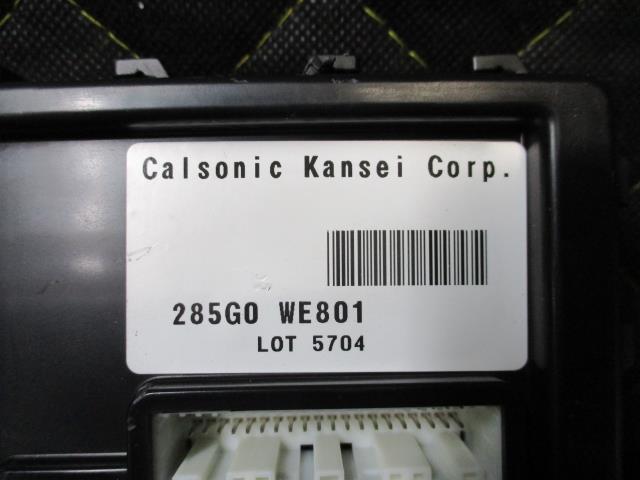 Calsonic Kansei Corp.
285G0 WE801
LOT 5704